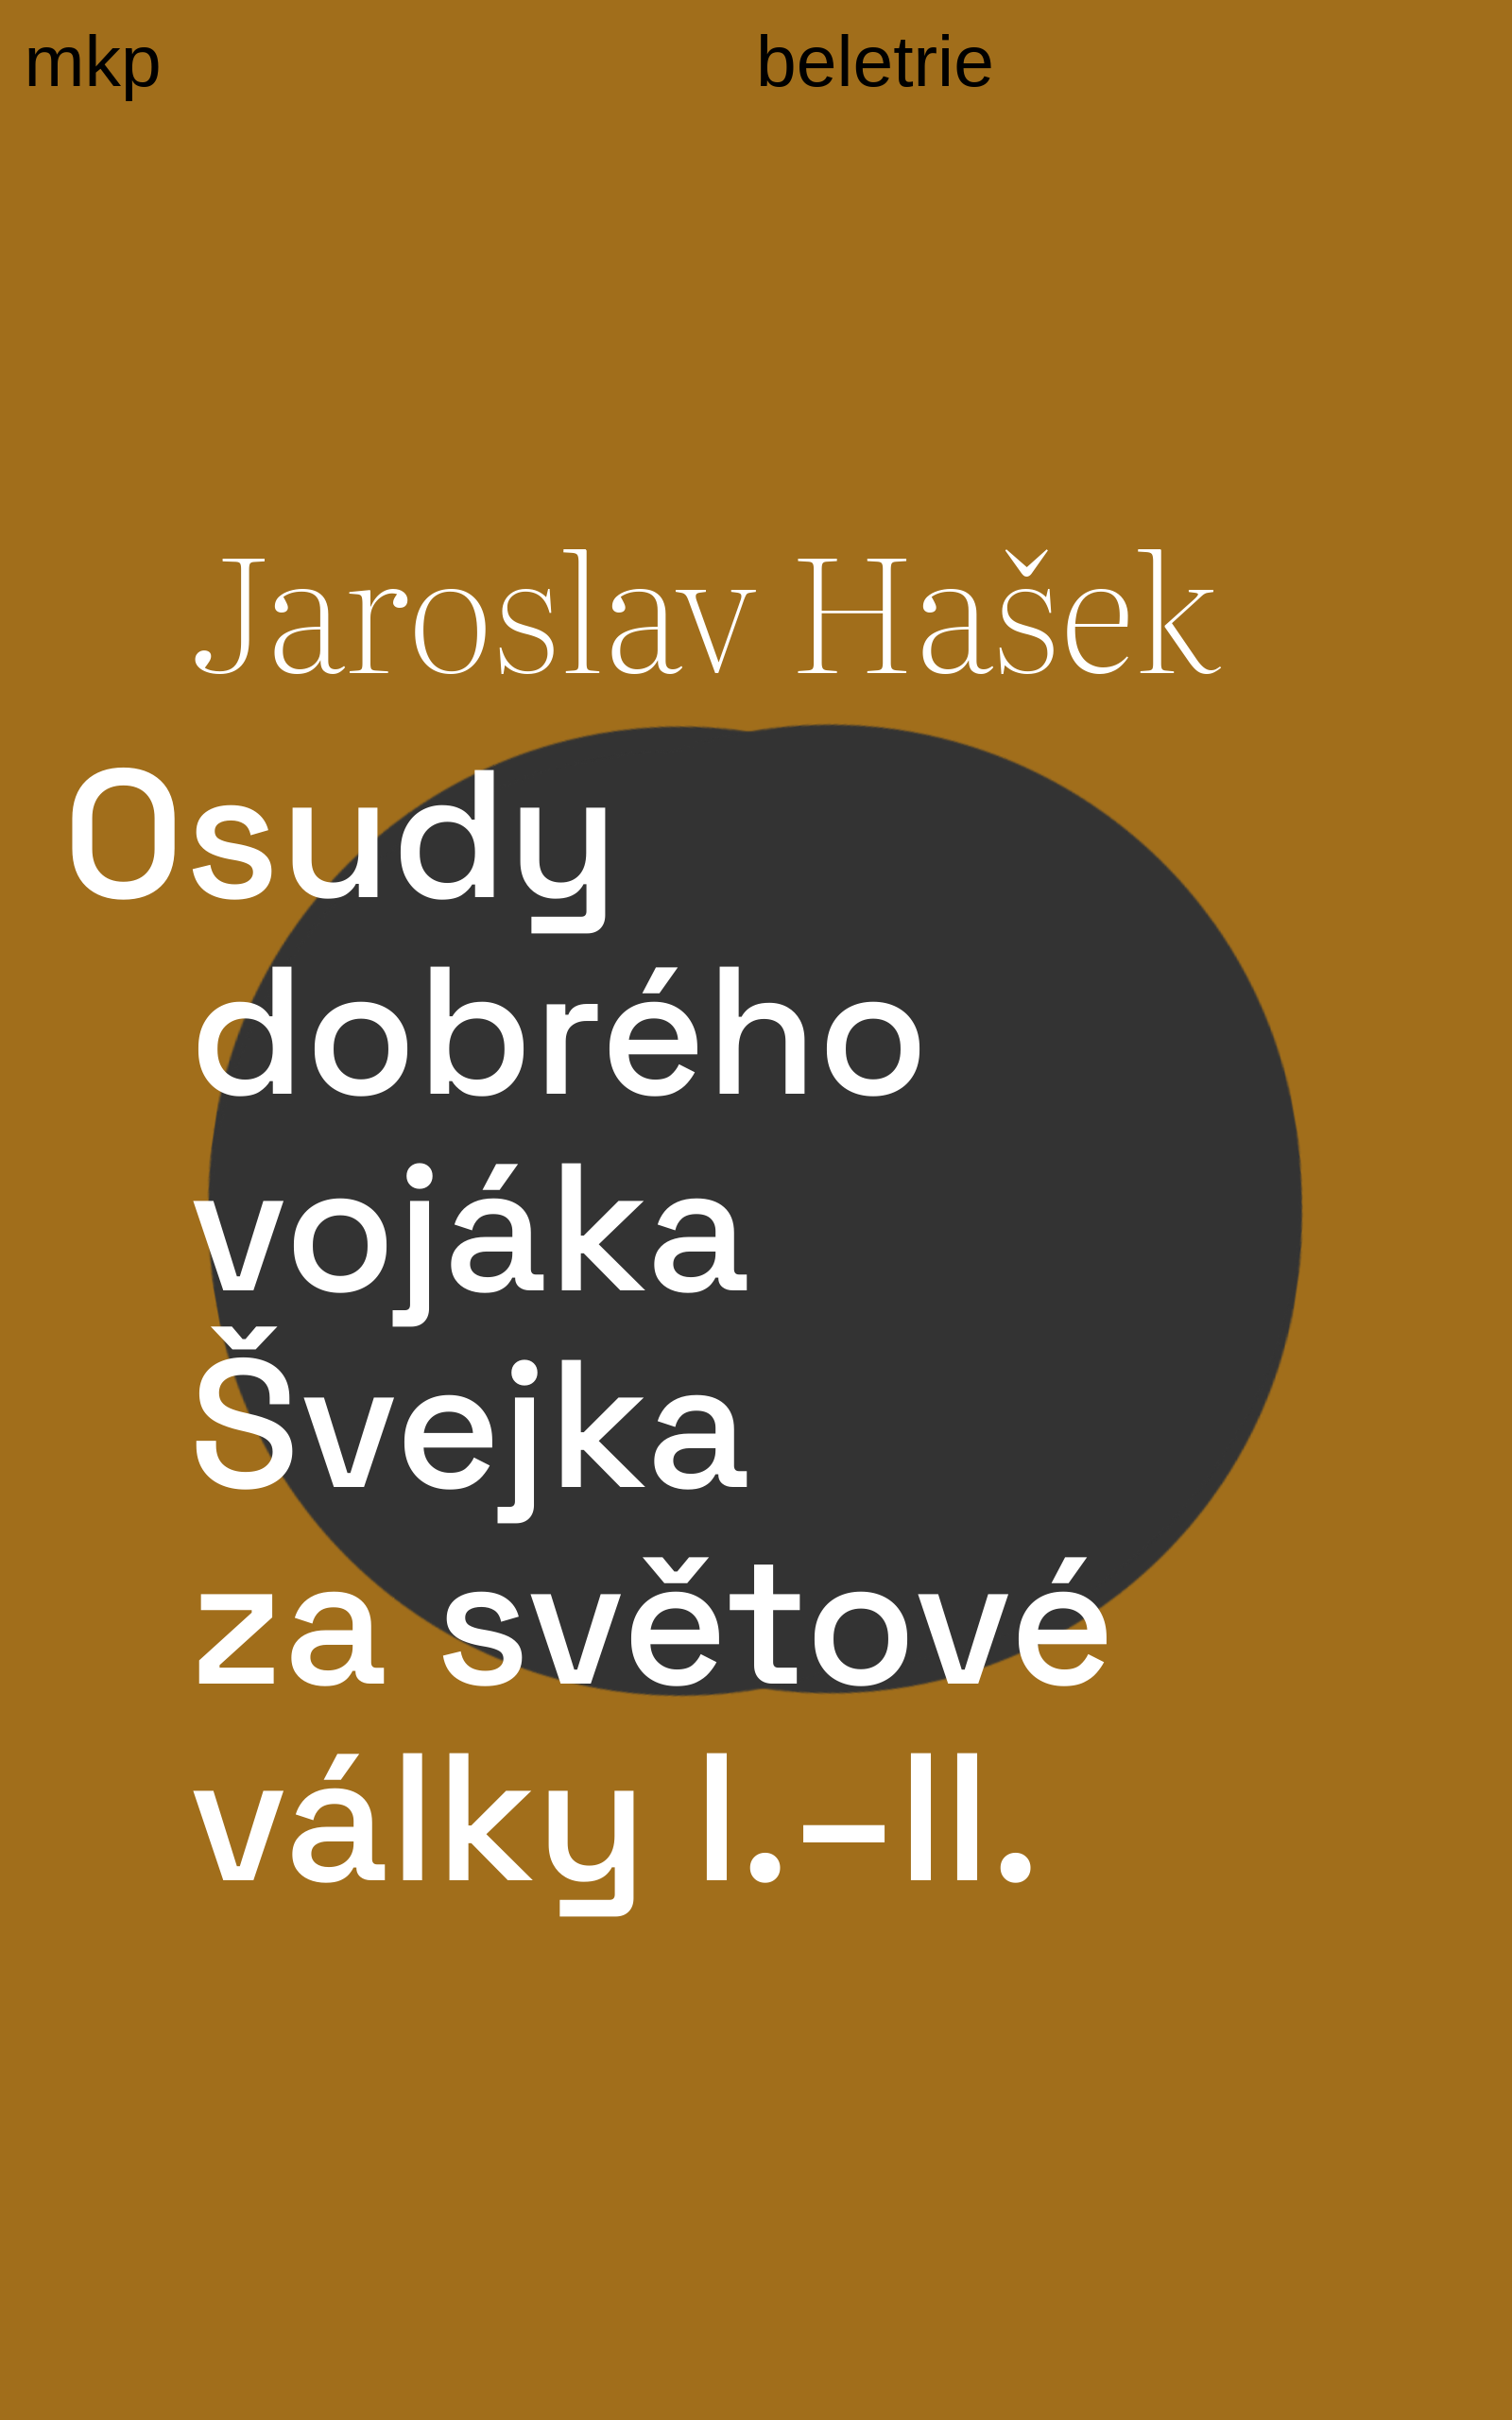 mkp beletrie
Jaroslav Hašek
Osudy
dobrého
vojáka
Švejka
za světové
války I.–II.